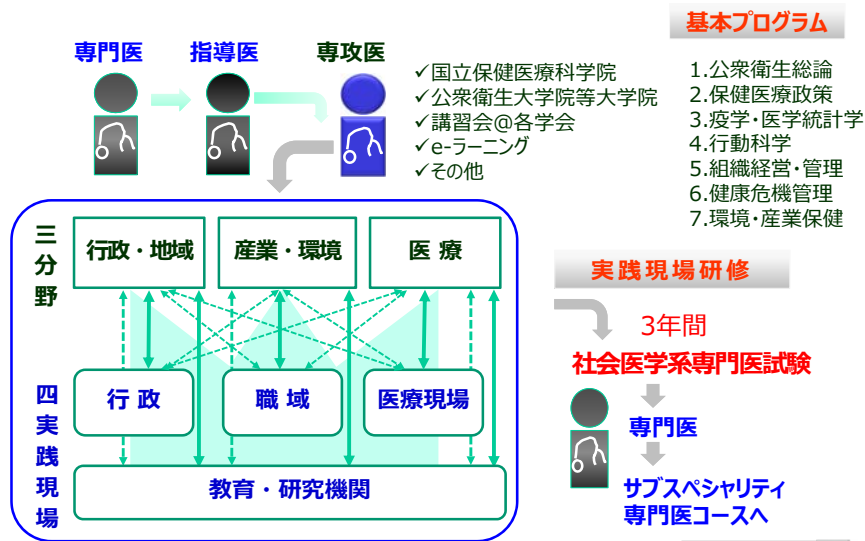 専門医
指導医
専攻医
✓国立保健医療科学院
✓公衆衛生大学院等大学院
✓講習会@各学会
✓e-ラーニング
✓その他
基本プログラム
1.公衆衛生総論
2.保健医療政策
3.疫学・医学統計学
4.行動科学
5.組織経営・管理
6.健康危機管理
7.環境・産業保健
三分野
行政・地域
産業・環境
医 療
四実践現場
行 政
職 域
医療現場
教育・研究機関
実践現場研修
3年間
社会医学系専門医試験
専門医
サブスペシャリティ
専門医コースへ